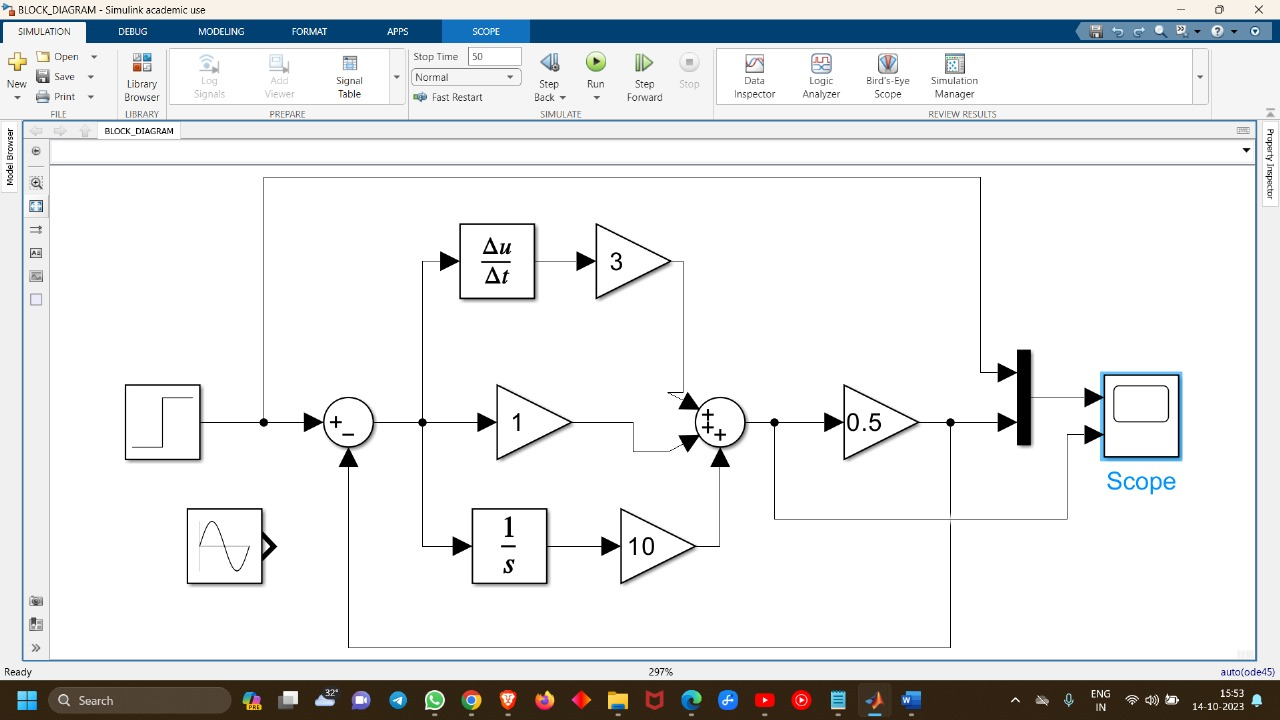 BLOCK_DIAGRAM - Simulink academic use
SIMULATION DEBUG MODELING FORMAT APPS SCOPE
New
Open
Save
Print
FILE
Library
Browser
LIBRARY
Log
Signals
Add
Viewer
Signal
Table
PREPARE
Stop Time 50
Normal
Fast Restart
Step
Back
Run
Step
Forward
Stop
SIMULATE
Data
Inspector
Logic
Analyzer
Bird's-Eye
Scope
Simulation
Manager
REVIEW RESULTS
Model Browser
BLOCK_DIAGRAM
Property Inspector
Δu
Δt
3
+
−
1
+
+
+
0.5
1
s
10
Scope
Ready
297%
auto(ode45)
Search
PRE
32°
ENG
IN
15:53
14-10-2023